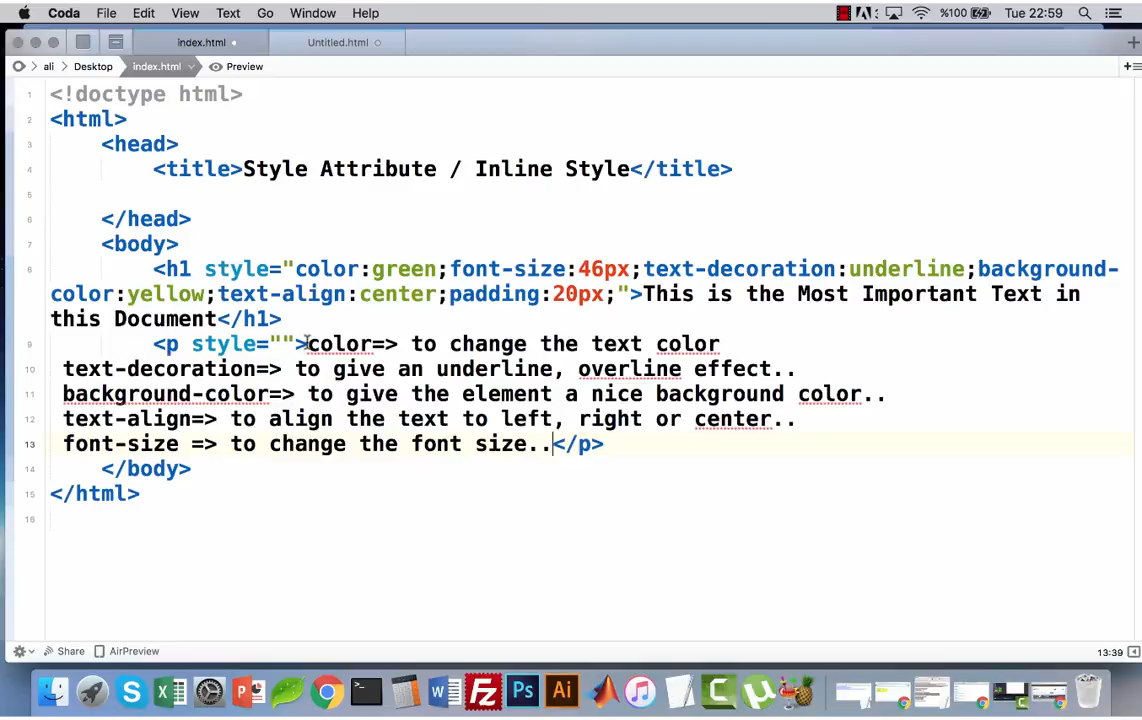 Coda File Edit View Text Go Window Help %100 Tue 22:59
index.html Untitled.html
ali Desktop index.html Preview
1 <!doctype html>
2 <html>
3 <head>
4 <title>Style Attribute / Inline Style</title>
5
6 </head>
7 <body>
8 <h1 style="color:green;font-size:46px;text-decoration:underline;background-
color:yellow;text-align:center;padding:20px;">This is the Most Important Text in
this Document</h1>
9 <p style="">color=> to change the text color
10 text-decoration=> to give an underline, overline effect..
11 background-color=> to give the element a nice background color..
12 text-align=> to align the text to left, right or center..
13 font-size => to change the font size..</p>
14 </body>
15 </html>
16
Share AirPreview 13:39